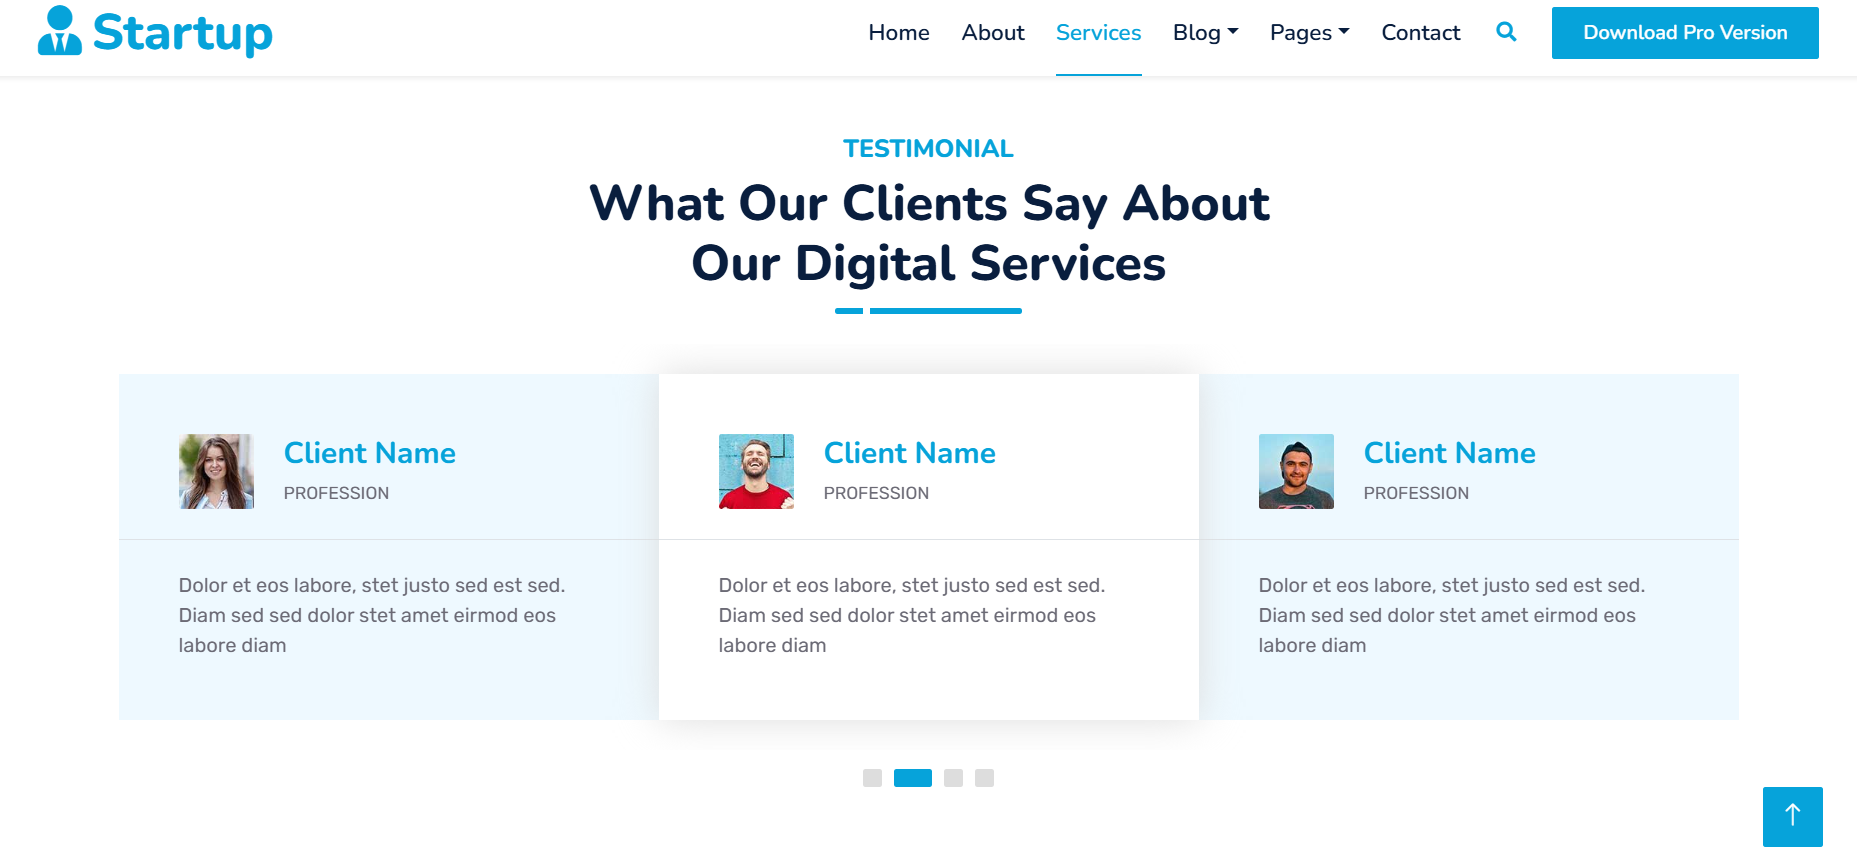 Startup
Home About Services Blog Pages Contact Download Pro Version
TESTIMONIAL
What Our Clients Say About
Our Digital Services
Client Name
PROFESSION
Dolor et eos labore, stet justo sed est sed.
Diam sed sed dolor stet amet eirmod eos
labore diam
Client Name
PROFESSION
Dolor et eos labore, stet justo sed est sed.
Diam sed sed dolor stet amet eirmod eos
labore diam
Client Name
PROFESSION
Dolor et eos labore, stet justo sed est sed.
Diam sed sed dolor stet amet eirmod eos
labore diam